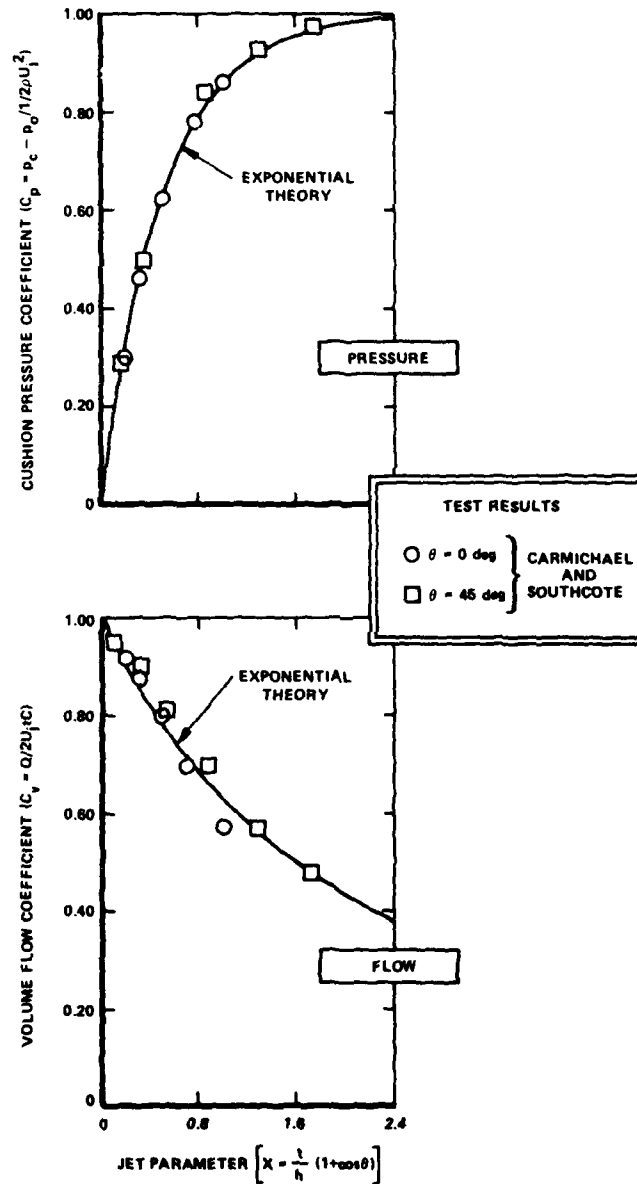 CUSHION PRESSURE COEFFICIENT (C_p = p_c - p_o/1/2ρU_j²)
1.00
0.80
0.60
0.40
0.20
0
EXPONENTIAL
THEORY
PRESSURE
TEST RESULTS
θ = 0 deg
θ = 45 deg
CARMICHAEL
AND
SOUTHCOTE
VOLUME FLOW COEFFICIENT (C_v = Q/2U_jtC)
1.00
0.80
0.60
0.40
0.20
0
EXPONENTIAL
THEORY
FLOW
0
0.8
1.6
2.4
JET PARAMETER [X = t/h (1+cosθ)]